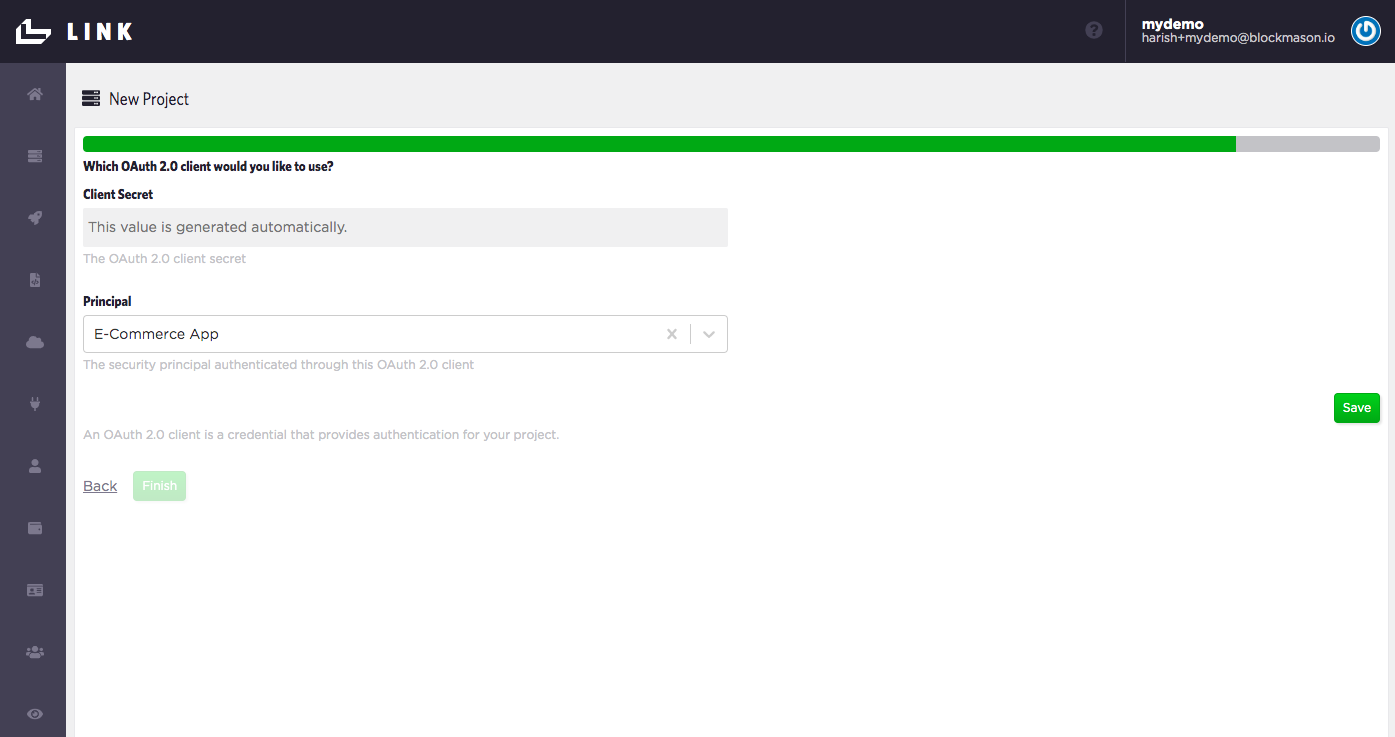 LINK
?
mydemo
harish+mydemo@blockmason.io
New Project
Which OAuth 2.0 client would you like to use?
Client Secret
This value is generated automatically.
The OAuth 2.0 client secret
Principal
E-Commerce App
The security principal authenticated through this OAuth 2.0 client
Save
An OAuth 2.0 client is a credential that provides authentication for your project.
Back Finish